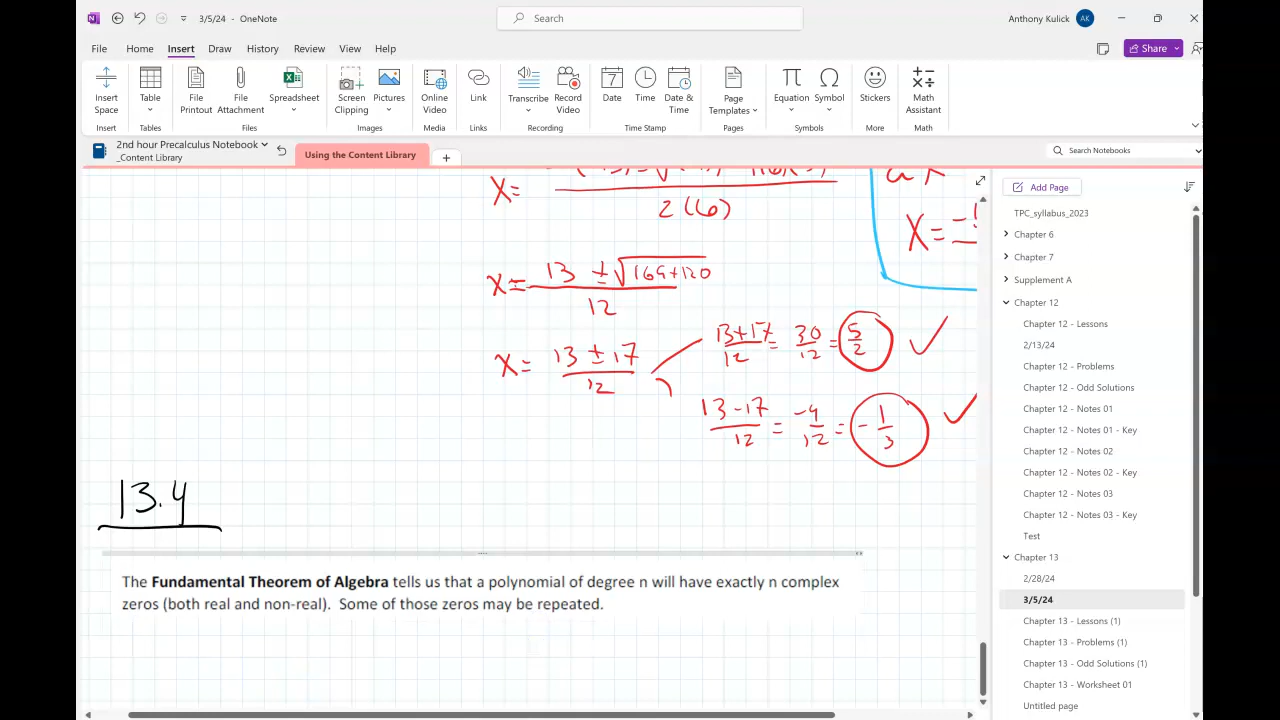 3/5/24 - OneNote
Search
Anthony Kulick AK
File Home Insert Draw History Review View Help
Share
Insert Space
Table
File Printout
File Attachment
Spreadsheet
Screen Clipping
Pictures
Online Video
Link
Transcribe
Record Video
Date
Time
Date & Time
Page Templates
Equation
Symbol
Stickers
Math Assistant
Insert Tables Files Images Media Links Recording Time Stamp Pages Symbols More Math
2nd hour Precalculus Notebook
_Content Library
Using the Content Library
+
Search Notebooks
Add Page
TPC_syllabus_2023
Chapter 6
Chapter 7
Supplement A
Chapter 12
Chapter 12 - Lessons
2/13/24
Chapter 12 - Problems
Chapter 12 - Odd Solutions
Chapter 12 - Notes 01
Chapter 12 - Notes 01 - Key
Chapter 12 - Notes 02
Chapter 12 - Notes 02 - Key
Chapter 12 - Notes 03
Chapter 12 - Notes 03 - Key
Test
Chapter 13
2/28/24
3/5/24
Chapter 13 - Lessons (1)
Chapter 13 - Problems (1)
Chapter 13 - Odd Solutions (1)
Chapter 13 - Worksheet 01
Untitled page
X=
2(6)
X=
x= 13 ± √169+120
12
x= 13 ± 17
12
13+17 = 30 = 5
12 12 2
13-17 = -4 = -1
12 12 3
13.4
The Fundamental Theorem of Algebra tells us that a polynomial of degree n will have exactly n complex
zeros (both real and non-real). Some of those zeros may be repeated.